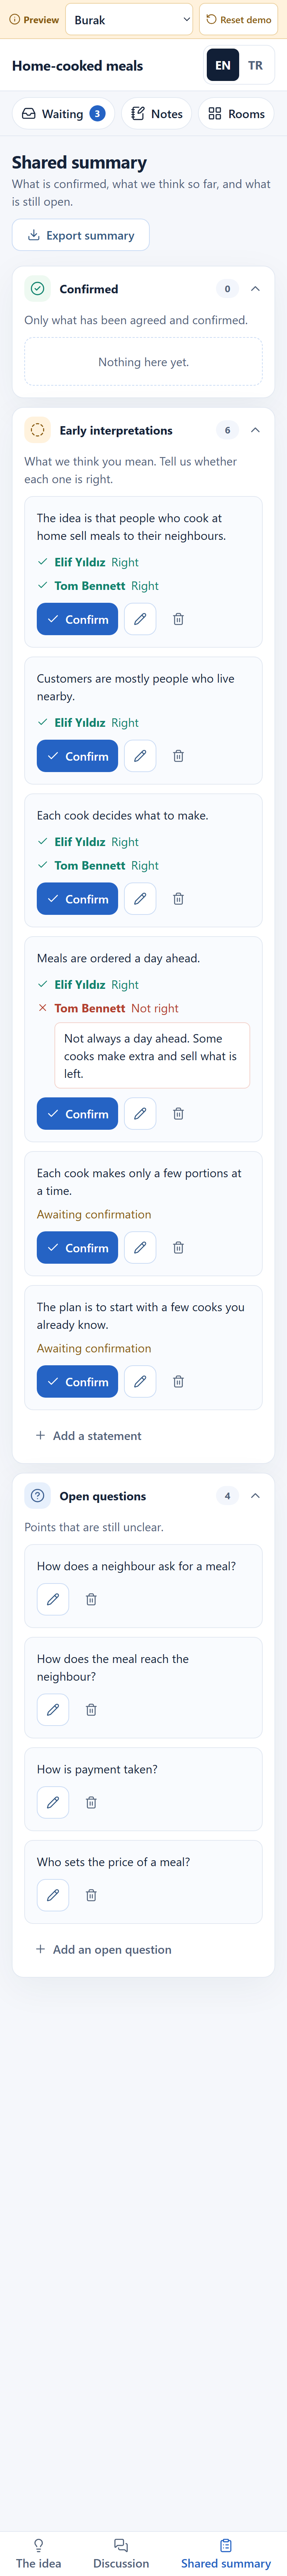 Preview
Burak
Reset demo
Home-cooked meals
EN
TR
Waiting 3
Notes
Rooms
Shared summary
What is confirmed, what we think so far, and what
is still open.
Export summary
Confirmed 0
Only what has been agreed and confirmed.
Nothing here yet.
Early interpretations 6
What we think you mean. Tell us whether
each one is right.
The idea is that people who cook at
home sell meals to their neighbours.
Elif Yıldız Right
Tom Bennett Right
Confirm
Customers are mostly people who live
nearby.
Elif Yıldız Right
Confirm
Each cook decides what to make.
Elif Yıldız Right
Tom Bennett Right
Confirm
Meals are ordered a day ahead.
Elif Yıldız Right
Tom Bennett Not right
Not always a day ahead. Some
cooks make extra and sell what is
left.
Confirm
Each cook makes only a few portions at
a time.
Awaiting confirmation
Confirm
The plan is to start with a few cooks you
already know.
Awaiting confirmation
Confirm
Add a statement
Open questions 4
Points that are still unclear.
How does a neighbour ask for a meal?
How does the meal reach the
neighbour?
How is payment taken?
Who sets the price of a meal?
Add an open question
The idea
Discussion
Shared summary